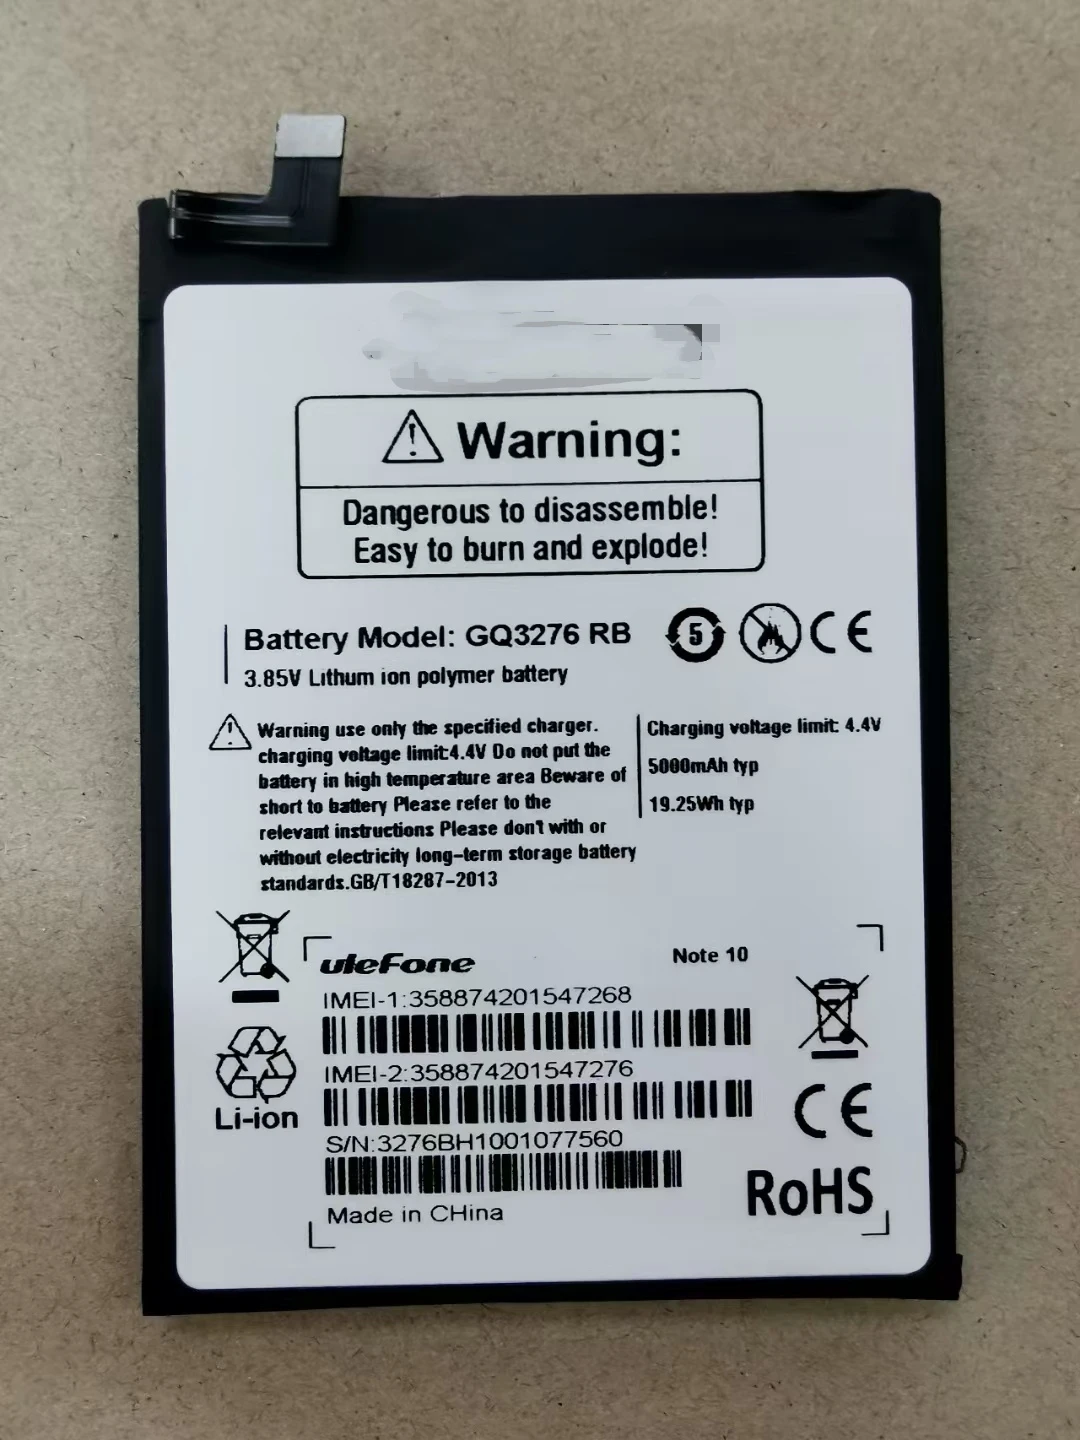 Warning:
Dangerous to disassemble!
Easy to burn and explode!
Battery Model: GQ3276 RB
5
CE
3.85V Lithum ion polymer battery
Warning use only the specified charger.
charging voltage limit:4.4V Do not put the
battery in high temperature area Beware of
short to battery Please refer to the
relevant instructions Please don't with or
without electricity long-term storage battery
standards.GB/T18287-2013
Charging voltage limit: 4.4V
5000mAh typ
19.25Wh typ
Li-ion
uleFone
Note 10
IMEI-1:358874201547268
IMEI-2:358874201547276
S/N:3276BH1001077560
Made in CHina
CE
RoHS